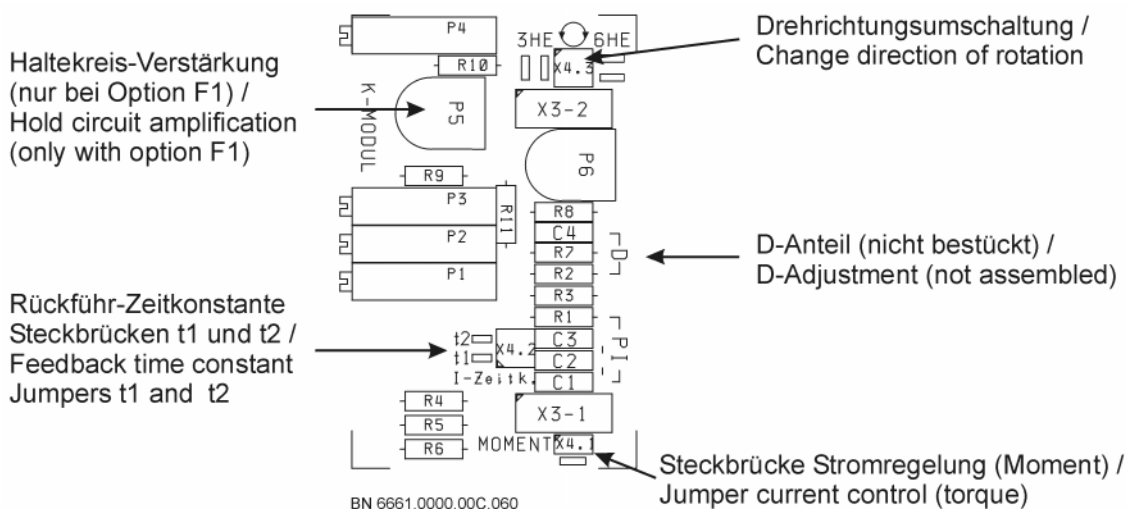 Haltekreis-Verstärkung
(nur bei Option F1) /
Hold circuit amplification
(only with option F1)
Rückführ-Zeitkonstante
Steckbrücken t1 und t2 /
Feedback time constant
Jumpers t1 and t2
P4
R10
K-MODUL
P5
R9
P3
R11
P2
P1
t2
t1
I-Zeitk.
R4
R5
R6
MOMENT
BN 6661.0000.00C.060
3HE
6HE
X4.3
X3-2
P6
R8
C4
R7
D
R2
R3
R1
C3
X4.2
C2
PI
C1
X3-1
X4.1
Drehrichtungsumschaltung /
Change direction of rotation
D-Anteil (nicht bestückt) /
D-Adjustment (not assembled)
Steckbrücke Stromregelung (Moment) /
Jumper current control (torque)